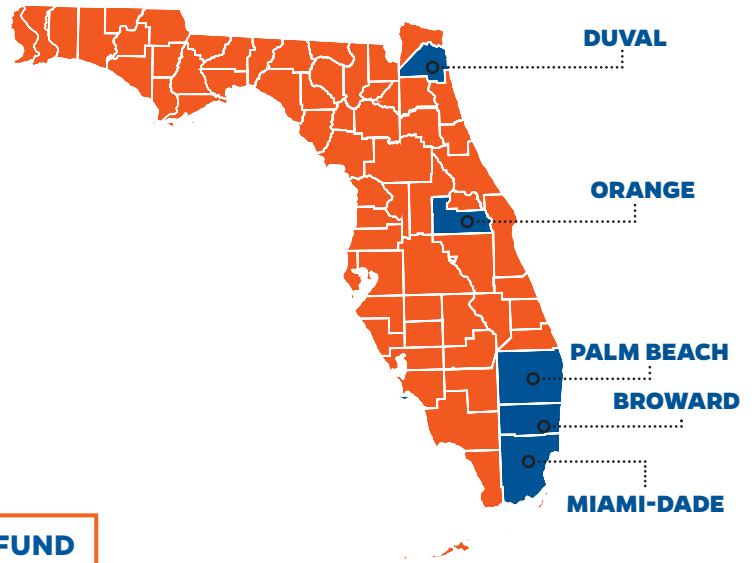 DUVAL
ORANGE
PALM BEACH
BROWARD
MIAMI-DADE
FUND